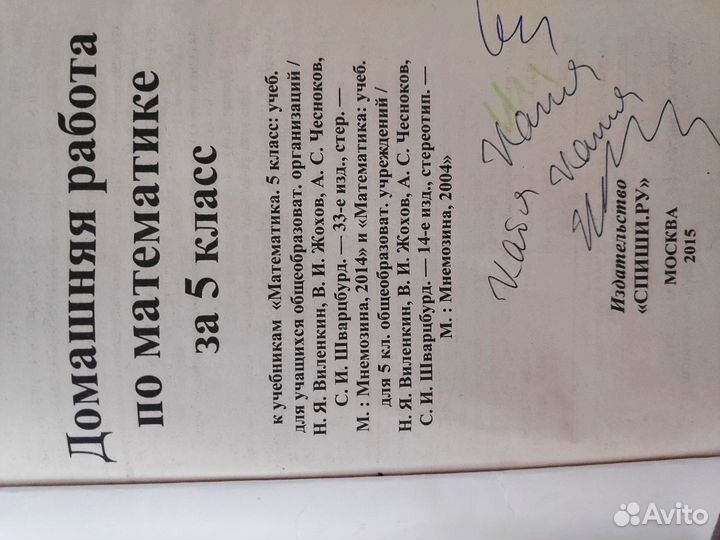 Домашняя работа
по математике
за 5 класс
к учебникам «Математика. 5 класс: учеб.
для учащихся общеобразоват. организаций /
Н. Я. Виленкин, В. И. Жохов, А. С. Чесноков,
С. И. Шварцбурд. — 33-е изд., стер. —
М. : Мнемозина, 2014» и «Математика: учеб.
для 5 кл. общеобразоват. учреждений /
Н. Я. Виленкин, В. И. Жохов, А. С. Чесноков,
С. И. Шварцбурд. — 14-е изд., стереотип. —
М. : Мнемозина, 2004»
Катя Катя
Катя
Издательство
«СПИШИ.РУ»
МОСКВА
2015
Avito